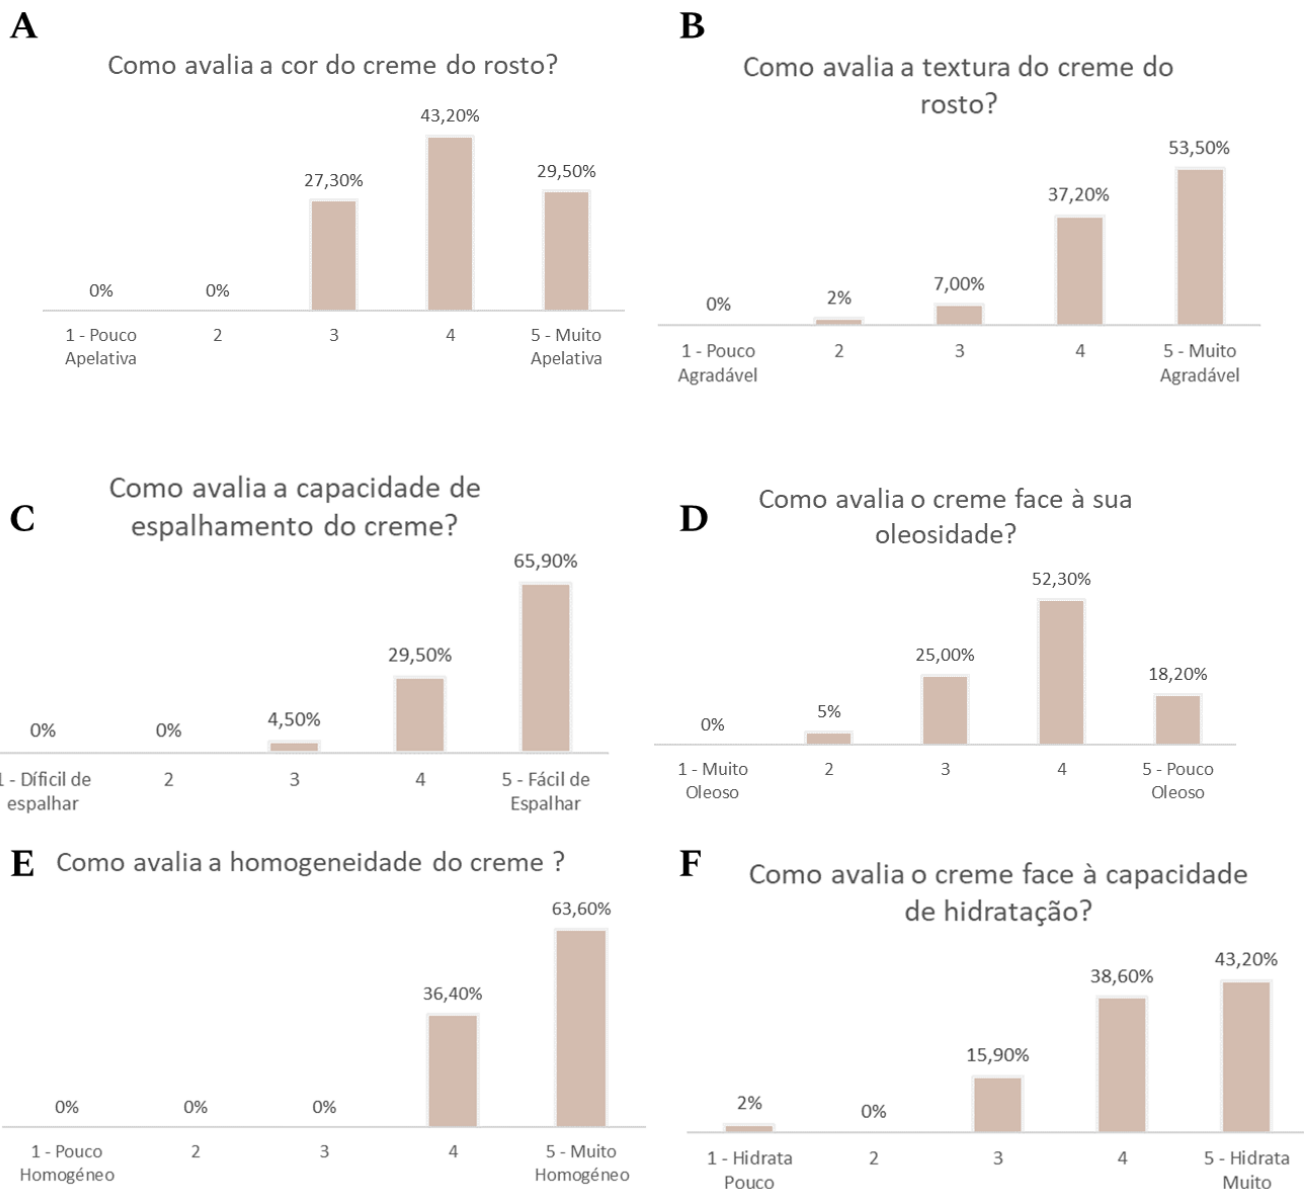 A
Como avalia a cor do creme do rosto?
43,20%
29,50%
27,30%
0%
0%
1 - Pouco
Apelativa
2
3
4
5 - Muito
Apelativa
B
Como avalia a textura do creme do
rosto?
53,50%
37,20%
7,00%
2%
0%
1 - Pouco
Agradável
2
3
4
5 - Muito
Agradável
C
Como avalia a capacidade de
espalhamento do creme?
65,90%
29,50%
4,50%
0%
0%
1 - Díficil de
espalhar
2
3
4
5 - Fácil de
Espalhar
D
Como avalia o creme face à sua
oleosidade?
52,30%
25,00%
18,20%
5%
0%
1 - Muito
Oleoso
2
3
4
5 - Pouco
Oleoso
E
Como avalia a homogeneidade do creme ?
63,60%
36,40%
0%
0%
0%
1 - Pouco
Homogéneo
2
3
4
5 - Muito
Homogéneo
F
Como avalia o creme face à capacidade
de hidratação?
43,20%
38,60%
15,90%
2%
0%
1 - Hidrata
Pouco
2
3
4
5 - Hidrata
Muito